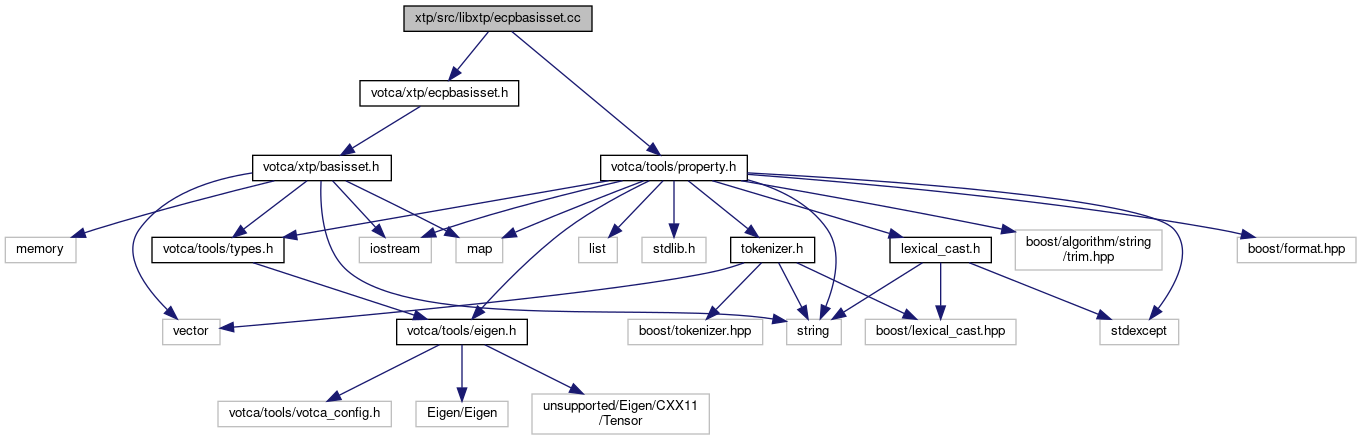 xtp/src/libxtp/ecpbasisset.cc
votca/xtp/ecpbasisset.h
votca/xtp/basisset.h
votca/tools/property.h
memory
votca/tools/types.h
iostream
map
list
stdlib.h
tokenizer.h
lexical_cast.h
boost/algorithm/string
/trim.hpp
boost/format.hpp
vector
votca/tools/eigen.h
boost/tokenizer.hpp
string
boost/lexical_cast.hpp
stdexcept
votca/tools/votca_config.h
Eigen/Eigen
unsupported/Eigen/CXX11
/Tensor